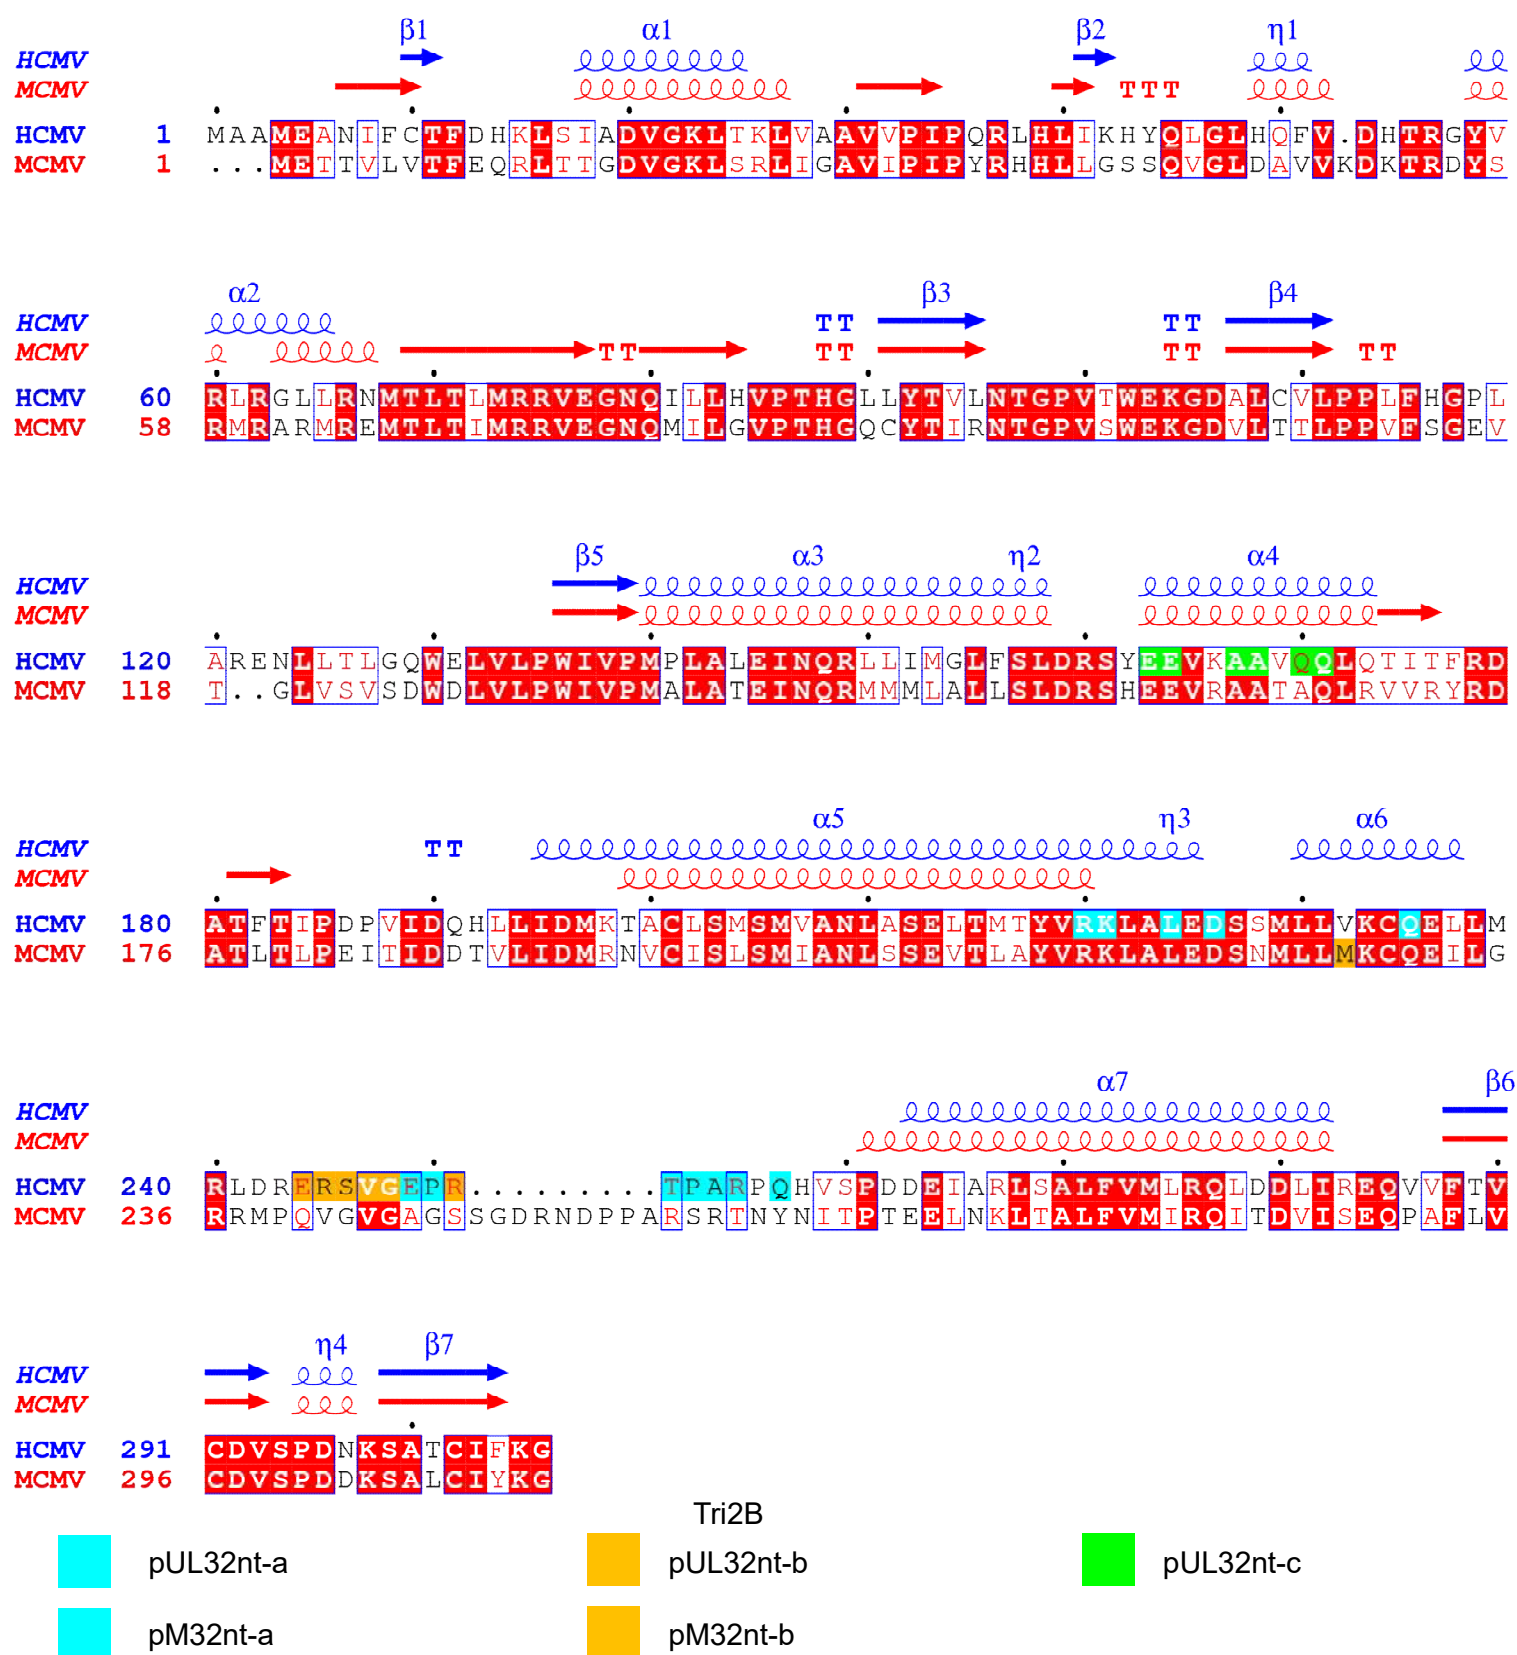 β1 α1 β2 η1
HCMV
MCMV TTT
HCMV 1 MAAMEANIFCTFDHKLSIADVGKLTKLVAAVVPIPQRLHLIKHYQLGLHQFV.DHTRGYV
MCMV 1 ...METTVLVTFEQRLTTGDVGKLSRLIGAVIPIPYRHHLLGSSQVGLDAVVKDKTRDYS
α2 β3 β4
HCMV TT TT
MCMV TT TT TT TT
HCMV 60 RLRGLLRNMTLTLMRRVEGNQILLHVPTHGLLYTVLNTGPVTWEKGDALCVLPPLFHGPL
MCMV 58 RMRARMREMTLTIMRRVEGNQMILGVPTHGQCYTIRNTGPVSWEKGDVLTTLPPVFSGEV
β5 α3 η2 α4
HCMV
MCMV
HCMV 120 ARENLLTLGQWELVLPWIVPMPLALEINQRLLIMGLFSLDRSYEEVKAAVQQLQTITFRD
MCMV 118 T..GLVSVSDWDLVLPWIVPMALATEINQRMMMLALLSLDRSHEEVRAATAQLRVVRYRD
α5 η3 α6
HCMV TT
MCMV
HCMV 180 ATFTIPDPVIDQHLLIDMKTACLSMSMVANLASELTMTYVRKLALEDSSMLLVKCQELLM
MCMV 176 ATLTLPEITIDDTVLIDMRNVCISLSMIANLSSEVTLAYVRKLALEDSNMLLMKCQEILG
α7 β6
HCMV
MCMV
HCMV 240 RLDRERSVGEPR.........TPARPQHVSPDDEIARLSALFVMLRQLDDLIREQVVFTV
MCMV 236 RRMPQVGVGAGSSGDRNDPPARSRTNYNITPTEELNKLTALFVMIRQITDVISEQPAFLV
η4 β7
HCMV
MCMV
HCMV 291 CDVSPDNKSATCIFKG
MCMV 296 CDVSPDDKSALCIYKG
Tri2B
pUL32nt-a pUL32nt-b pUL32nt-c
pM32nt-a pM32nt-b